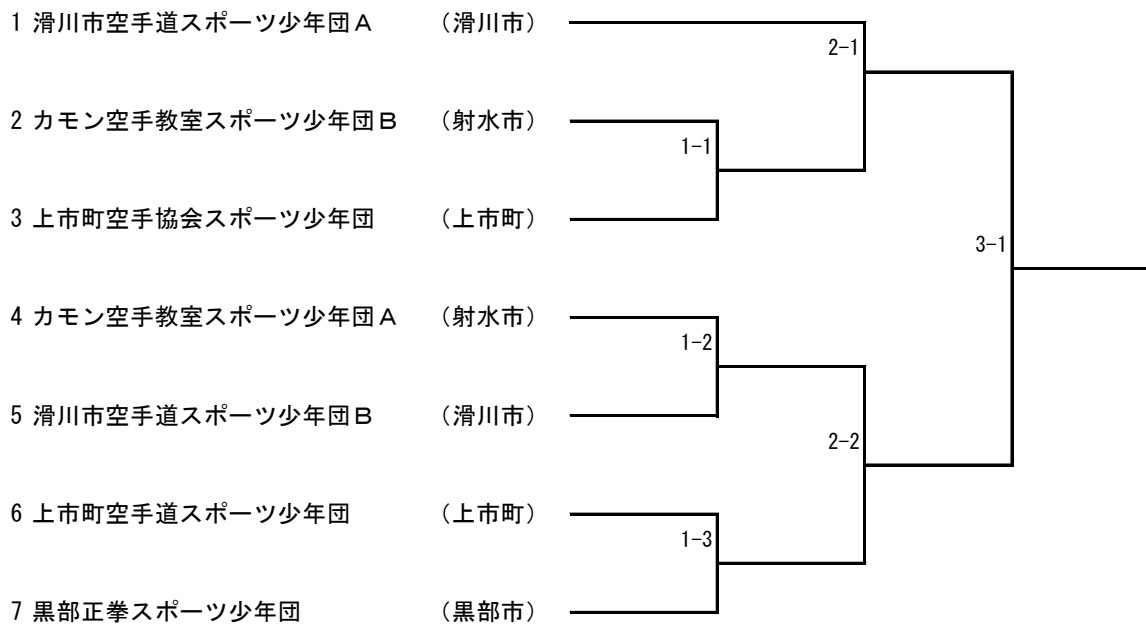 1 滑川市空手道スポーツ少年団A （滑川市）
2-1
2 カモン空手教室スポーツ少年団B （射水市）
1-1
3 上市町空手協会スポーツ少年団 （上市町）
3-1
4 カモン空手教室スポーツ少年団A （射水市）
1-2
5 滑川市空手道スポーツ少年団B （滑川市）
2-2
6 上市町空手道スポーツ少年団 （上市町）
1-3
7 黒部正拳スポーツ少年団 （黒部市）